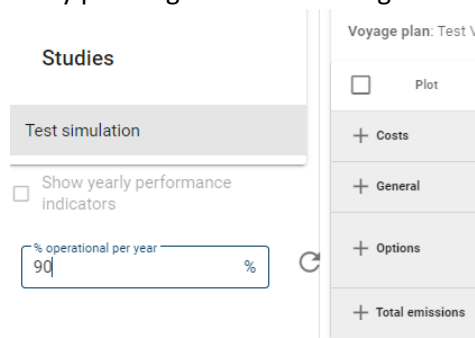 Voyage plan: Test
Studies
Plot
Test simulation
+ Costs
Show yearly performance
indicators
+ General
% operational per year
90 %
+ Options
+ Total emissions